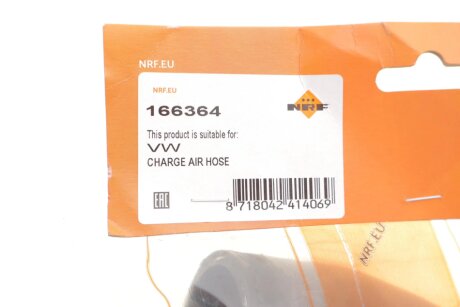 NRF.EU
NRF.EU
166364
NRF
This product is suitable for:
VW
CHARGE AIR HOSE
EAC
8 718042 414069
NRF.EU